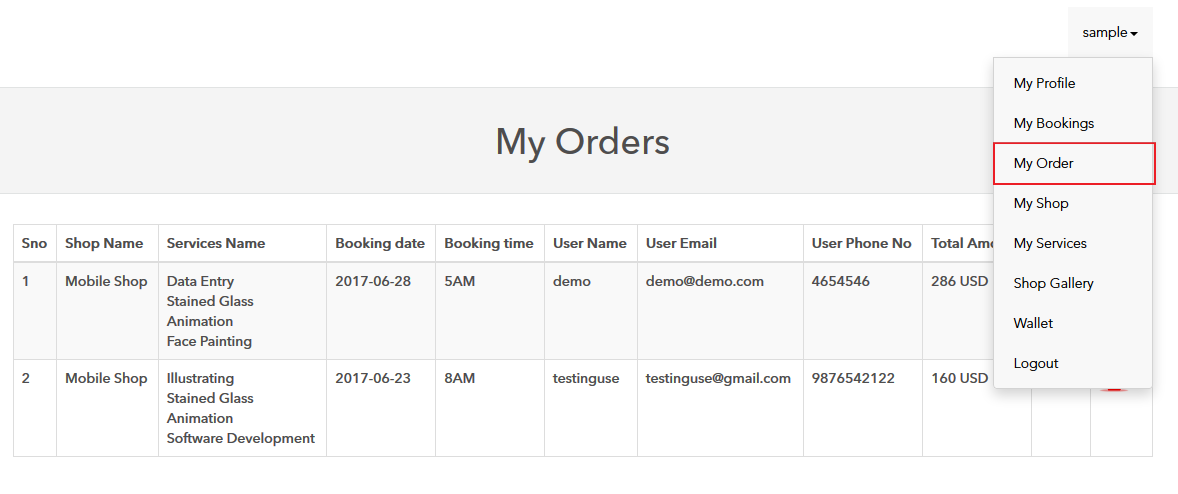 sample
My Profile
My Bookings
My Order
My Shop
My Services
Shop Gallery
Wallet
Logout
My Orders
Sno Shop Name Services Name Booking date Booking time User Name User Email User Phone No Total Amo
1 Mobile Shop Data Entry 2017-06-28 5AM demo demo@demo.com 4654546 286 USD
Stained Glass
Animation
Face Painting
2 Mobile Shop Illustrating 2017-06-23 8AM testinguse testinguse@gmail.com 9876542122 160 USD
Stained Glass
Animation
Software Development